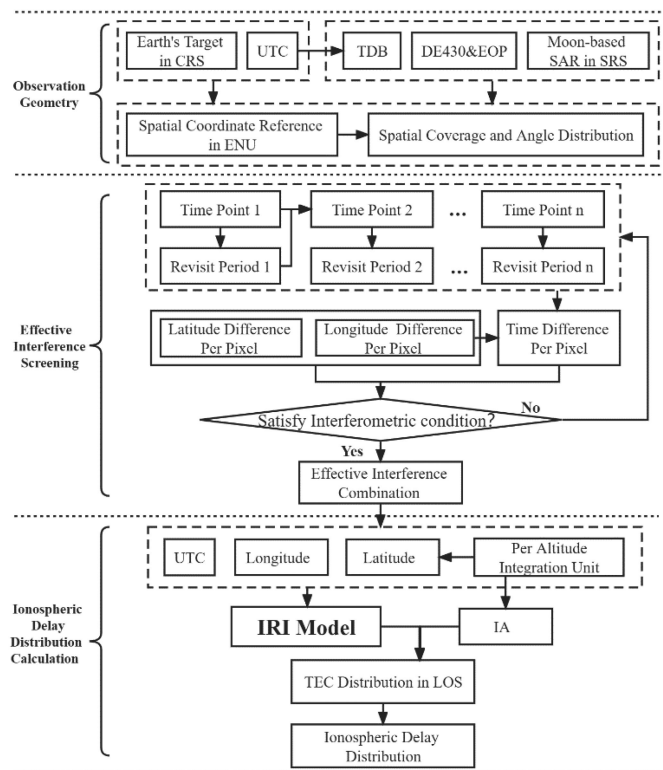 Earth's Target
in CRS
UTC
TDB
DE430&EOP
Moon-based
SAR in SRS
Observation
Geometry
Spatial Coordinate Reference
in ENU
Spatial Coverage and Angle Distribution
Time Point 1
Time Point 2
...
Time Point n
Revisit Period 1
Revisit Period 2
...
Revisit Period n
Effective
Interference
Screening
Latitude Difference
Per Pixel
Longitude Difference
Per Pixel
Time Difference
Per Pixel
Satisfy Interferometric condition?
No
Yes
Effective Interference
Combination
UTC
Longitude
Latitude
Per Altitude
Integration Unit
Ionospheric
Delay
Distribution
Calculation
IRI Model
IA
TEC Distribution in LOS
Ionospheric Delay
Distribution